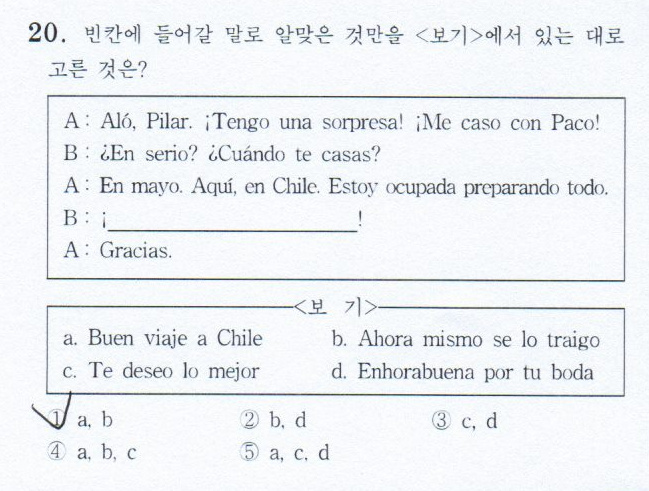 20. 빈칸에 들어갈 말로 알맞은 것만을 <보기>에서 있는 대로
고른 것은?
A : Aló, Pilar. ¡Tengo una sorpresa! ¡Me caso con Paco!
B : ¿En serio? ¿Cuándo te casas?
A : En mayo. Aquí, en Chile. Estoy ocupada preparando todo.
B : ¡____________________!
A : Gracias.
<보 기>
a. Buen viaje a Chile b. Ahora mismo se lo traigo
c. Te deseo lo mejor d. Enhorabuena por tu boda
① a, b ② b, d ③ c, d
④ a, b, c ⑤ a, c, d